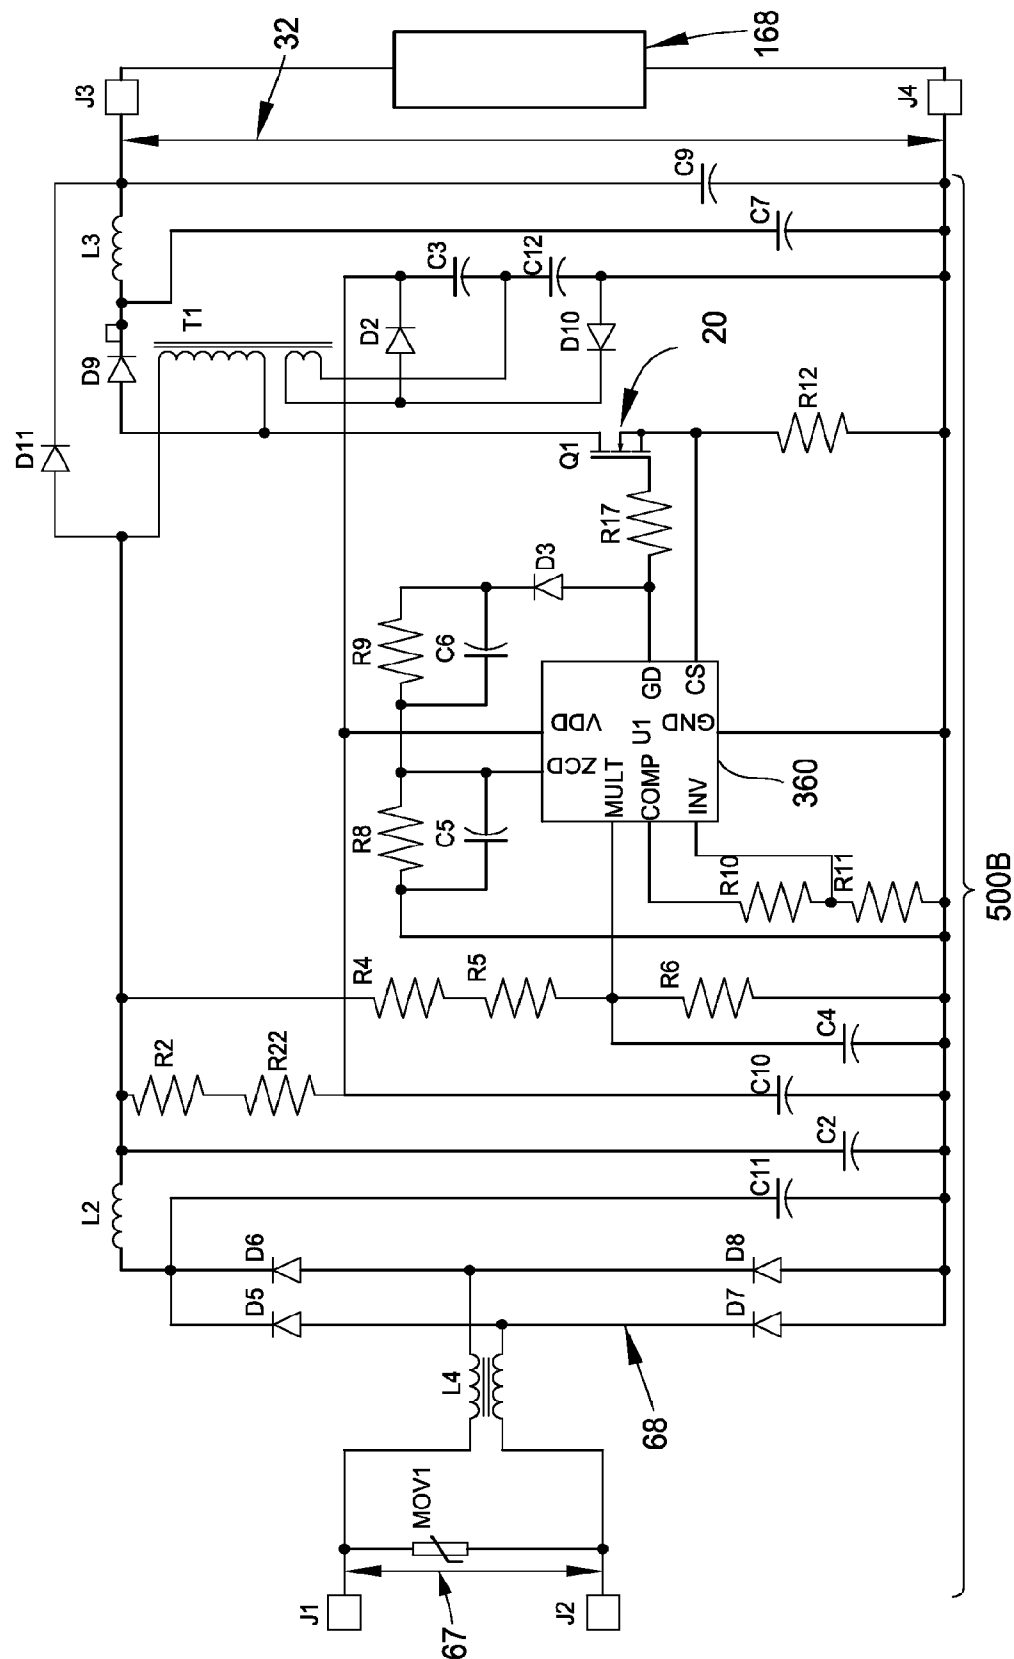 J3
32
168
J4
C9
C7
L3
T1
D9
D11
D2
C3
C12
D10
20
Q1
R12
R17
D3
R9
C6
R8
C5
VDD
ZCD
GD
CS
U1
GND
MULT
COMP
INV
360
R10
R11
R4
R5
R6
C4
R2
R22
C10
C2
C11
L2
D6
D5
D8
D7
L4
68
MOV1
J1
67
J2
500B